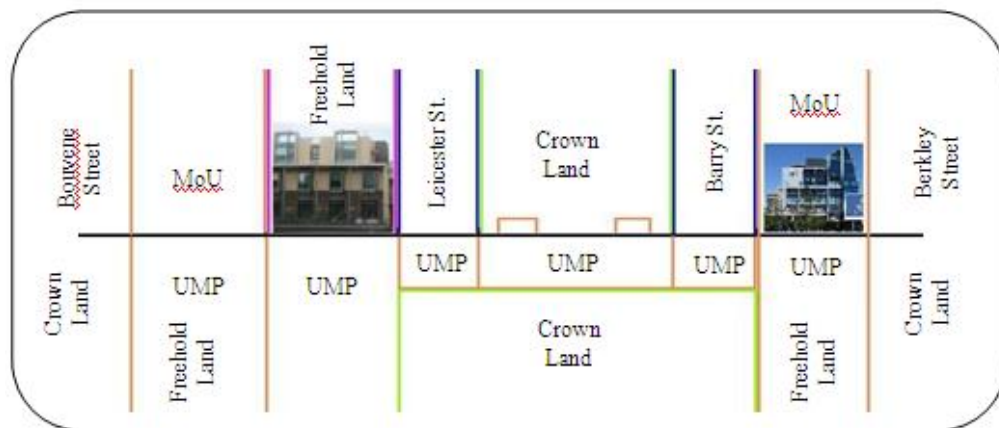 Bouvene
Street
MoU
Freehold
Land
Leicester St.
Crown
Land
Barry St.
MoU
Berkley
Street
Crown
Land
UMP
Freehold
Land
UMP
UMP
UMP
UMP
Crown
Land
UMP
Freehold
Land
Crown
Land